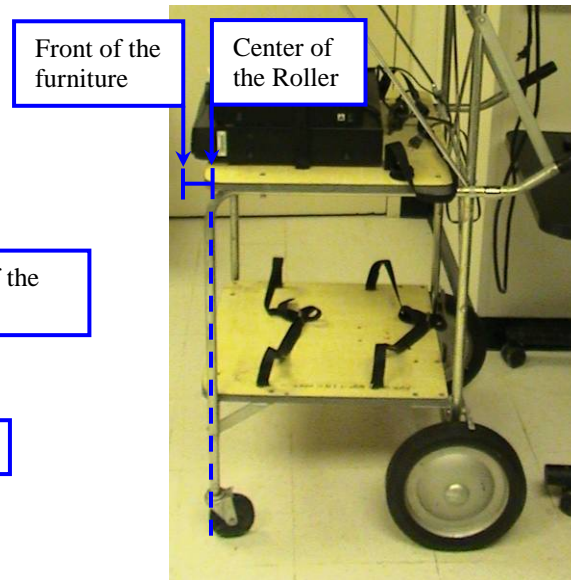 Front of the
furniture
Center of
the Roller
the